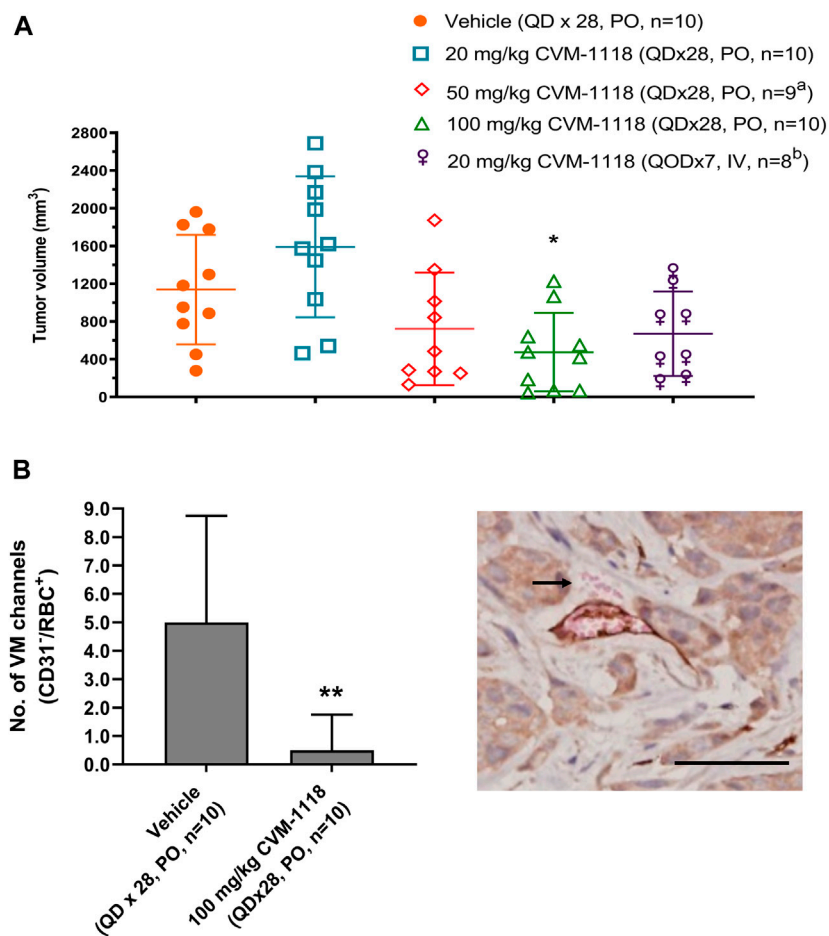 A
Vehicle (QD x 28, PO, n=10)
20 mg/kg CVM-1118 (QDx28, PO, n=10)
50 mg/kg CVM-1118 (QDx28, PO, n=9ᵃ)
100 mg/kg CVM-1118 (QDx28, PO, n=10)
20 mg/kg CVM-1118 (QODx7, IV, n=8ᵇ)
Tumor volume (mm³)
2800
2400
2000
1600
1200
800
400
0
*
B
No. of VM channels
(CD31⁻/RBC⁺)
9.0
8.0
7.0
6.0
5.0
4.0
3.0
2.0
1.0
0.0
**
Vehicle
(QD x 28, PO, n=10)
100 mg/kg CVM-1118
(QDx28, PO, n=10)